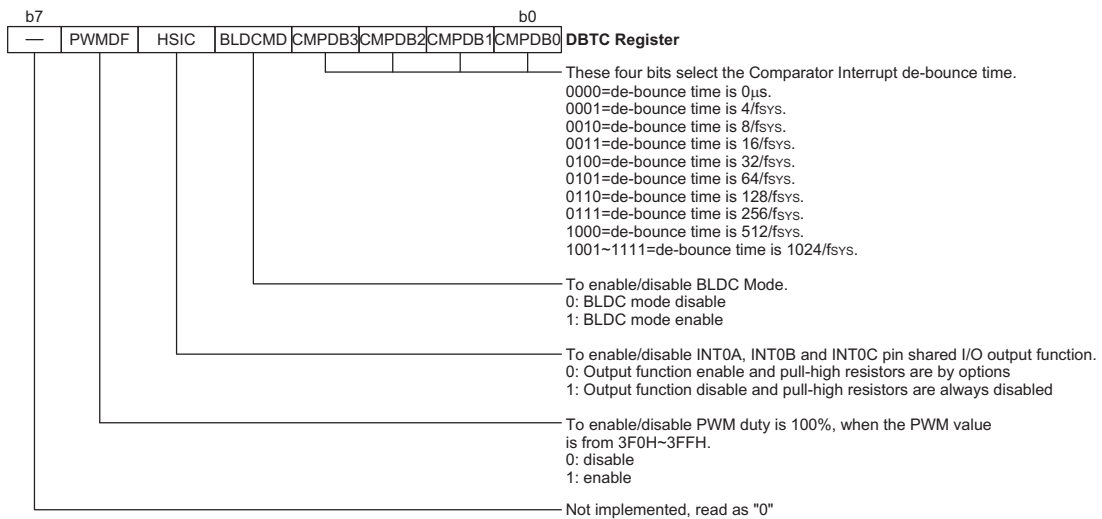 b7 b0
— PWMDF HSIC BLDCMD CMPDB3 CMPDB2 CMPDB1 CMPDB0 DBTC Register
These four bits select the Comparator Interrupt de-bounce time.
0000=de-bounce time is 0μs.
0001=de-bounce time is 4/fSYS.
0010=de-bounce time is 8/fSYS.
0011=de-bounce time is 16/fSYS.
0100=de-bounce time is 32/fSYS.
0101=de-bounce time is 64/fSYS.
0110=de-bounce time is 128/fSYS.
0111=de-bounce time is 256/fSYS.
1000=de-bounce time is 512/fSYS.
1001~1111=de-bounce time is 1024/fSYS.
To enable/disable BLDC Mode.
0: BLDC mode disable
1: BLDC mode enable
To enable/disable INT0A, INT0B and INT0C pin shared I/O output function.
0: Output function enable and pull-high resistors are by options
1: Output function disable and pull-high resistors are always disabled
To enable/disable PWM duty is 100%, when the PWM value
is from 3F0H~3FFH.
0: disable
1: enable
Not implemented, read as "0"